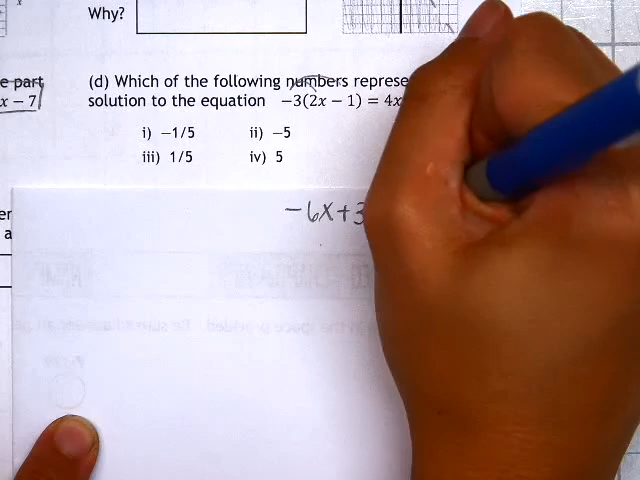 Why?
e part
x − 7
(d) Which of the following numbers
solution to the equation −3(2x − 1) = 4x
i) −1/5 ii) −5
iii) 1/5 iv) 5
−6x+3
er
a